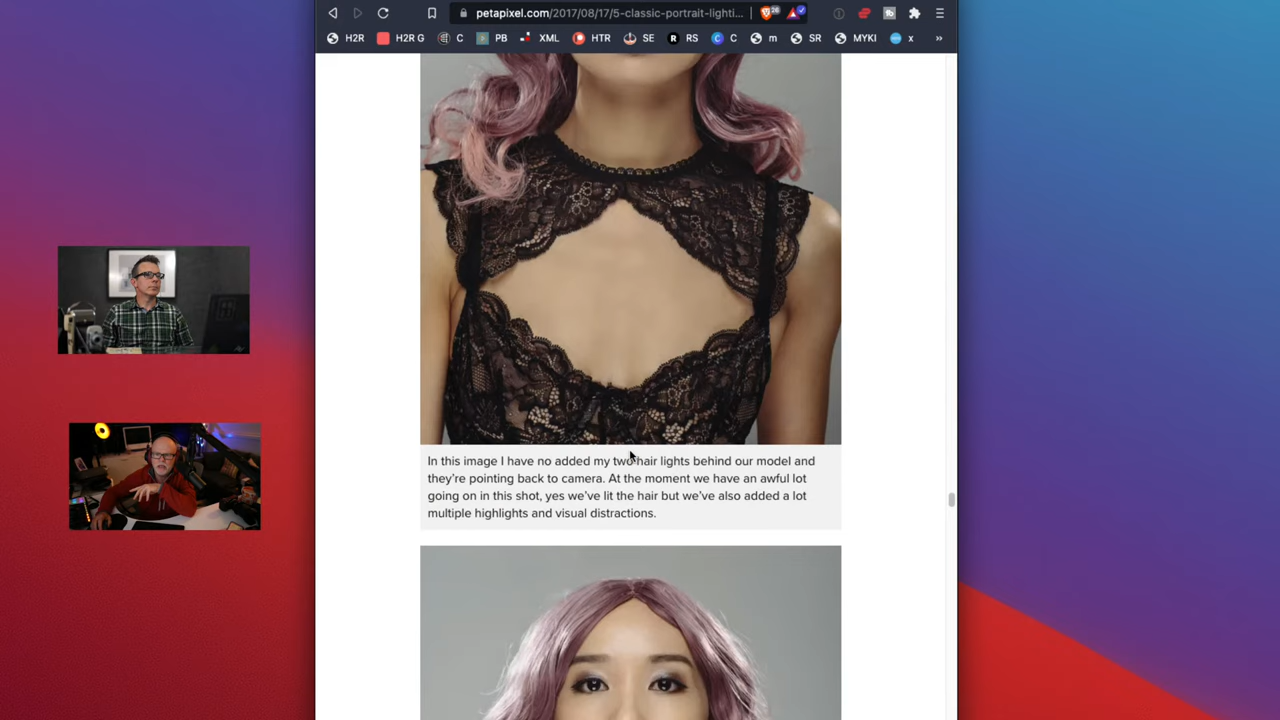 petapixel.com/2017/08/17/5-classic-portrait-lighti...
26
H2R H2R G C PB XML HTR SE RS C m SR MYKI x »
In this image I have no added my two hair lights behind our model and
they're pointing back to camera. At the moment we have an awful lot
going on in this shot, yes we've lit the hair but we've also added a lot
multiple highlights and visual distractions.